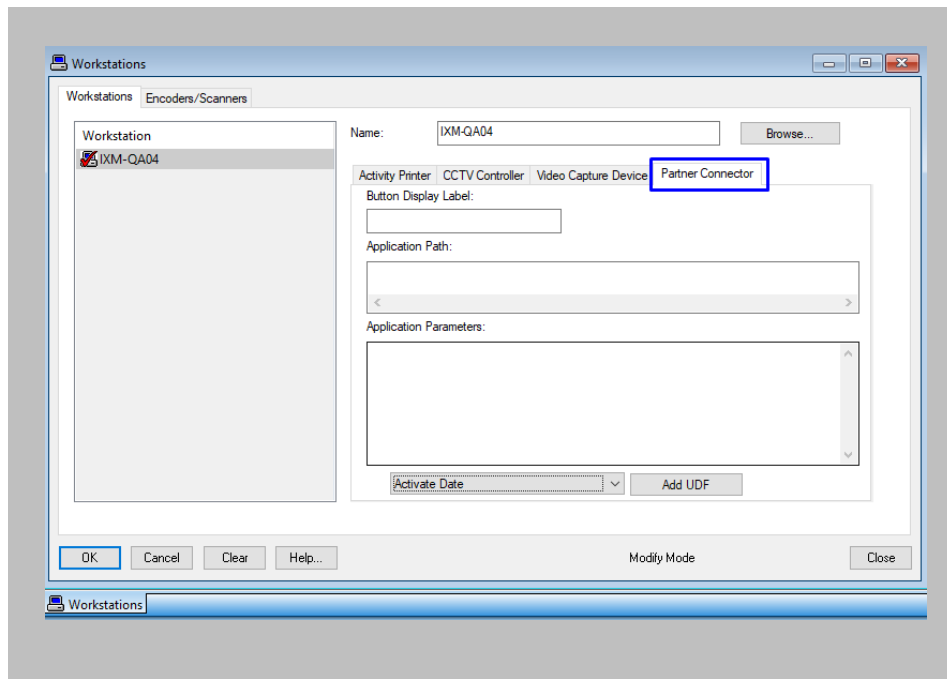 Workstations
Workstations Encoders/Scanners
Workstation
IXM-QA04
Name: IXM-QA04 Browse...
Activity Printer CCTV Controller Video Capture Device Partner Connector
Button Display Label:
Application Path:
Application Parameters:
Activate Date Add UDF
OK Cancel Clear Help... Modify Mode Close
Workstations